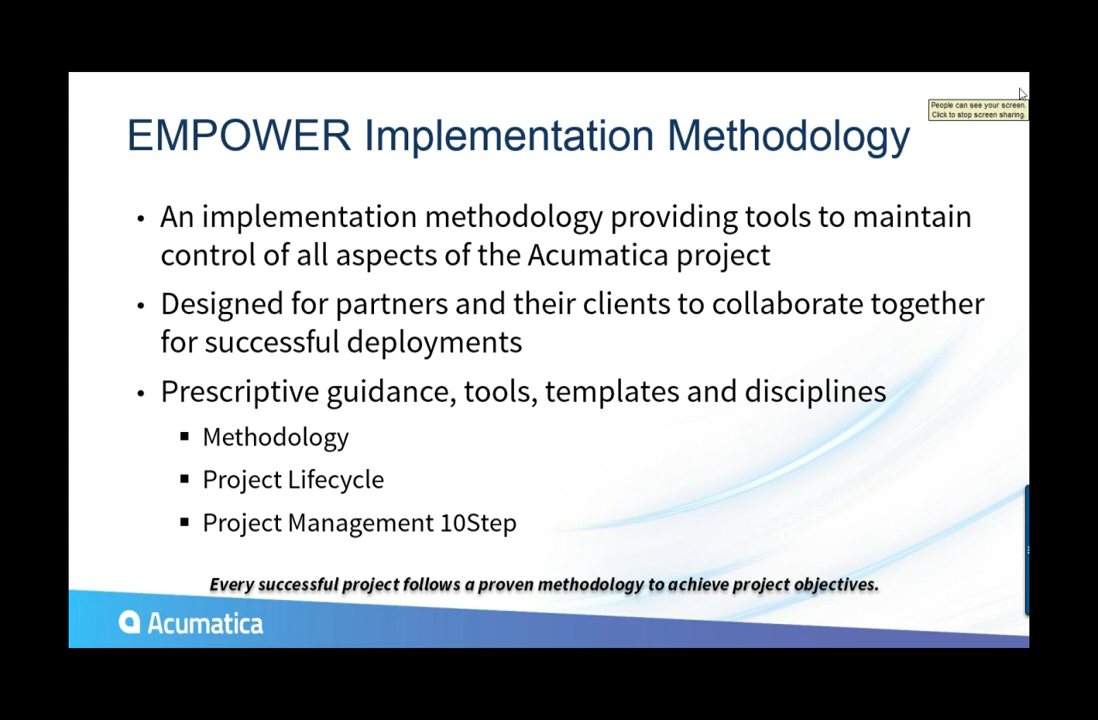 People can see your screen.
Click to stop screen sharing.
EMPOWER Implementation Methodology
• An implementation methodology providing tools to maintain
control of all aspects of the Acumatica project
• Designed for partners and their clients to collaborate together
for successful deployments
• Prescriptive guidance, tools, templates and disciplines
▪ Methodology
▪ Project Lifecycle
▪ Project Management 10Step
Every successful project follows a proven methodology to achieve project objectives.
Acumatica